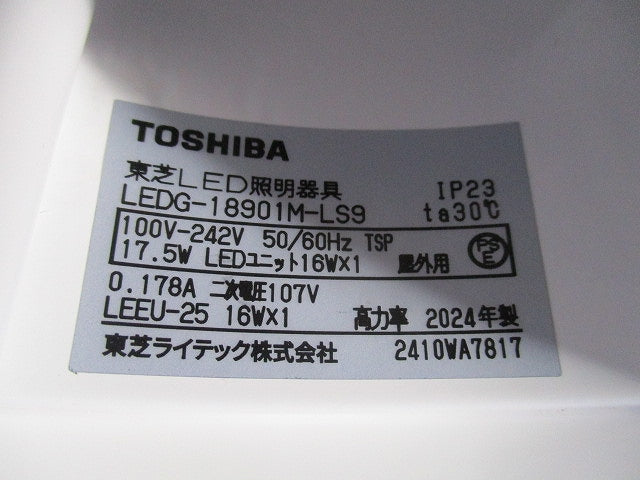 TOSHIBA
東芝LED照明器具 IP23
LEDG-18901M-LS9 ta30℃
100V-242V 50/60Hz TSP
17.5W LEDユニット16W×1 屋外用 PSE
0.178A 二次電圧107V
LEEU-25 16W×1 高力率 2024年製
東芝ライテック株式会社 2410WA7817